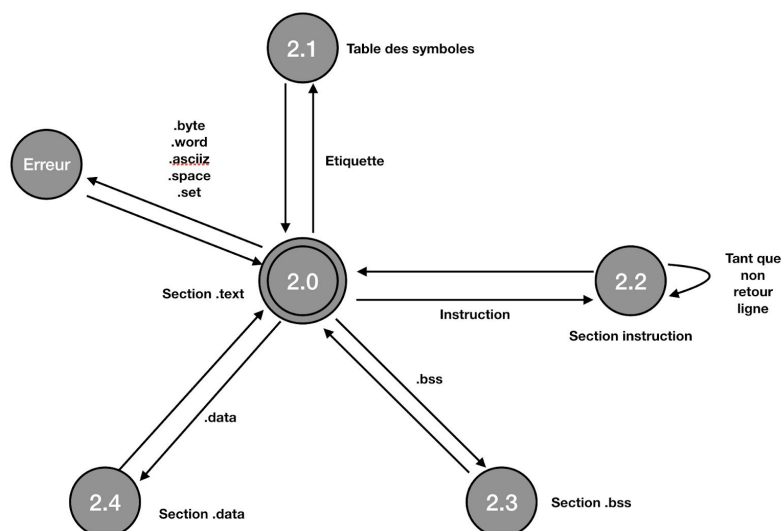 2.1
Table des symboles
.byte
.word
.asciiz
.space
.set
Erreur
Etiquette
2.0
Section .text
2.2
Tant que
non
retour
ligne
Instruction
Section instruction
.bss
.data
2.4
Section .data
2.3
Section .bss